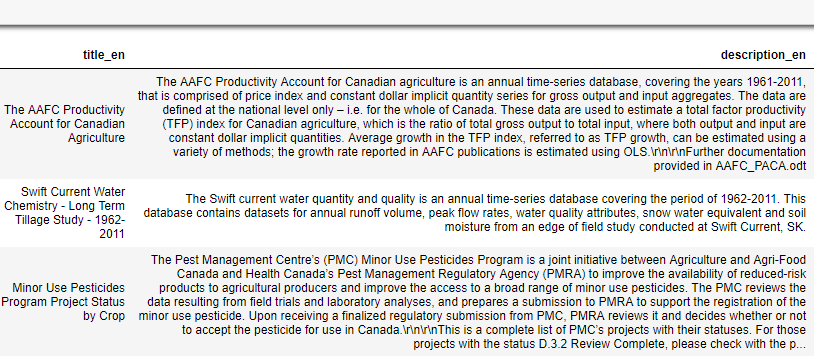 title_en description_en
The AAFC Productivity
Account for Canadian
Agriculture
The AAFC Productivity Account for Canadian agriculture is an annual time-series database, covering the years 1961-2011,
that is comprised of price index and constant dollar implicit quantity series for gross output and input aggregates. The data are
defined at the national level only – i.e. for the whole of Canada. These data are used to estimate a total factor productivity
(TFP) index for Canadian agriculture, which is the ratio of total gross output to total input, where both output and input are
constant dollar implicit quantities. Average growth in the TFP index, referred to as TFP growth, can be estimated using a
variety of methods; the growth rate reported in AAFC publications is estimated using OLS.\r\n\r\nFurther documentation
provided in AAFC_PACA.odt
Swift Current Water
Chemistry - Long Term
Tillage Study - 1962-
2011
The Swift current water quantity and quality is an annual time-series database covering the period of 1962-2011. This
database contains datasets for annual runoff volume, peak flow rates, water quality attributes, snow water equivalent and soil
moisture from an edge of field study conducted at Swift Current, SK.
Minor Use Pesticides
Program Project Status
by Crop
The Pest Management Centre's (PMC) Minor Use Pesticides Program is a joint initiative between Agriculture and Agri-Food
Canada and Health Canada's Pest Management Regulatory Agency (PMRA) to improve the availability of reduced-risk
products to agricultural producers and improve the access to a broad range of minor use pesticides. The PMC reviews the
data resulting from field trials and laboratory analyses, and prepares a submission to PMRA to support the registration of the
minor use pesticide. Upon receiving a finalized regulatory submission from PMC, PMRA reviews it and decides whether or not
to accept the pesticide for use in Canada.\r\n\r\nThis is a complete list of PMC's projects with their statuses. For those
projects with the status D.3.2 Review Complete, please check with the p...